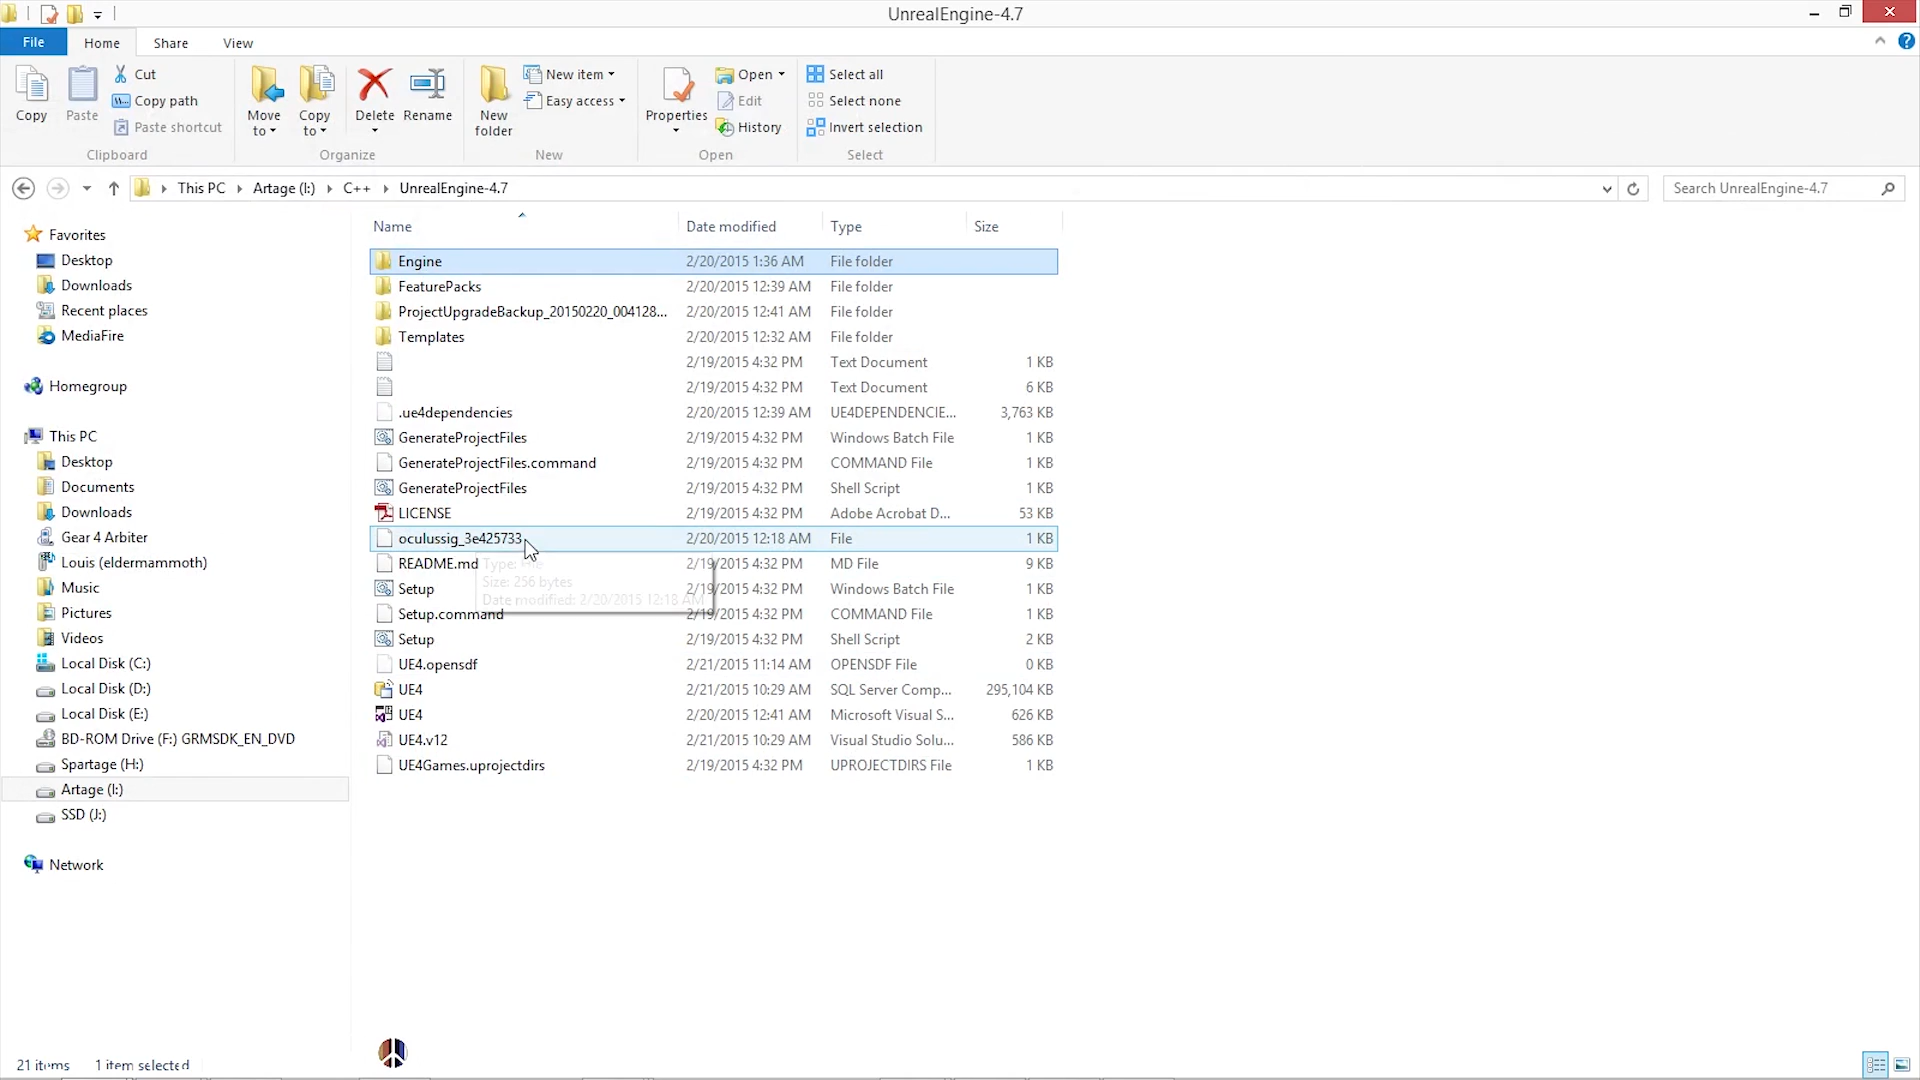 UnrealEngine-4.7
File Home Share View
Copy
Paste
Cut
Copy path
Paste shortcut
Clipboard
Move to
Copy to
Delete
Rename
Organize
New folder
New item
Easy access
New
Properties
Open
Edit
History
Open
Select all
Select none
Invert selection
Select
This PC Artage (I:) C++ UnrealEngine-4.7
Search UnrealEngine-4.7
Favorites
Desktop
Downloads
Recent places
MediaFire
Homegroup
This PC
Desktop
Documents
Downloads
Gear 4 Arbiter
Louis (eldermammoth)
Music
Pictures
Videos
Local Disk (C:)
Local Disk (D:)
Local Disk (E:)
BD-ROM Drive (F:) GRMSDK_EN_DVD
Spartage (H:)
Artage (I:)
SSD (J:)
Network
Name Date modified Type Size
Engine 2/20/2015 1:36 AM File folder
FeaturePacks 2/20/2015 12:39 AM File folder
ProjectUpgradeBackup_20150220_004128... 2/20/2015 12:41 AM File folder
Templates 2/20/2015 12:32 AM File folder
2/19/2015 4:32 PM Text Document 1 KB
2/19/2015 4:32 PM Text Document 6 KB
.ue4dependencies 2/20/2015 12:39 AM UE4DEPENDENCIE... 3,763 KB
GenerateProjectFiles 2/19/2015 4:32 PM Windows Batch File 1 KB
GenerateProjectFiles.command 2/19/2015 4:32 PM COMMAND File 1 KB
GenerateProjectFiles 2/19/2015 4:32 PM Shell Script 1 KB
LICENSE 2/19/2015 4:32 PM Adobe Acrobat D... 53 KB
oculussig_3e425733 2/20/2015 12:18 AM File 1 KB
README.md 2/19/2015 4:32 PM MD File 9 KB
Type: File
Size: 256 bytes
Date modified: 2/20/2015 12:18 AM
Setup 2/19/2015 4:32 PM Windows Batch File 1 KB
Setup.command 2/19/2015 4:32 PM COMMAND File 1 KB
Setup 2/19/2015 4:32 PM Shell Script 2 KB
UE4.opensdf 2/21/2015 11:14 AM OPENSDF File 0 KB
UE4 2/21/2015 10:29 AM SQL Server Comp... 295,104 KB
UE4 2/20/2015 12:41 AM Microsoft Visual S... 626 KB
UE4.v12 2/21/2015 10:29 AM Visual Studio Solu... 586 KB
UE4Games.uprojectdirs 2/19/2015 4:32 PM UPROJECTDIRS File 1 KB
21 items 1 item selected